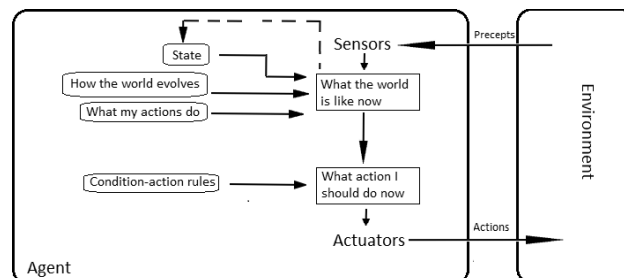 State
Sensors
Precepts
How the world evolves
What the world
is like now
What my actions do
Environment
Condition-action rules
What action I
should do now
Actuators
Actions
Agent